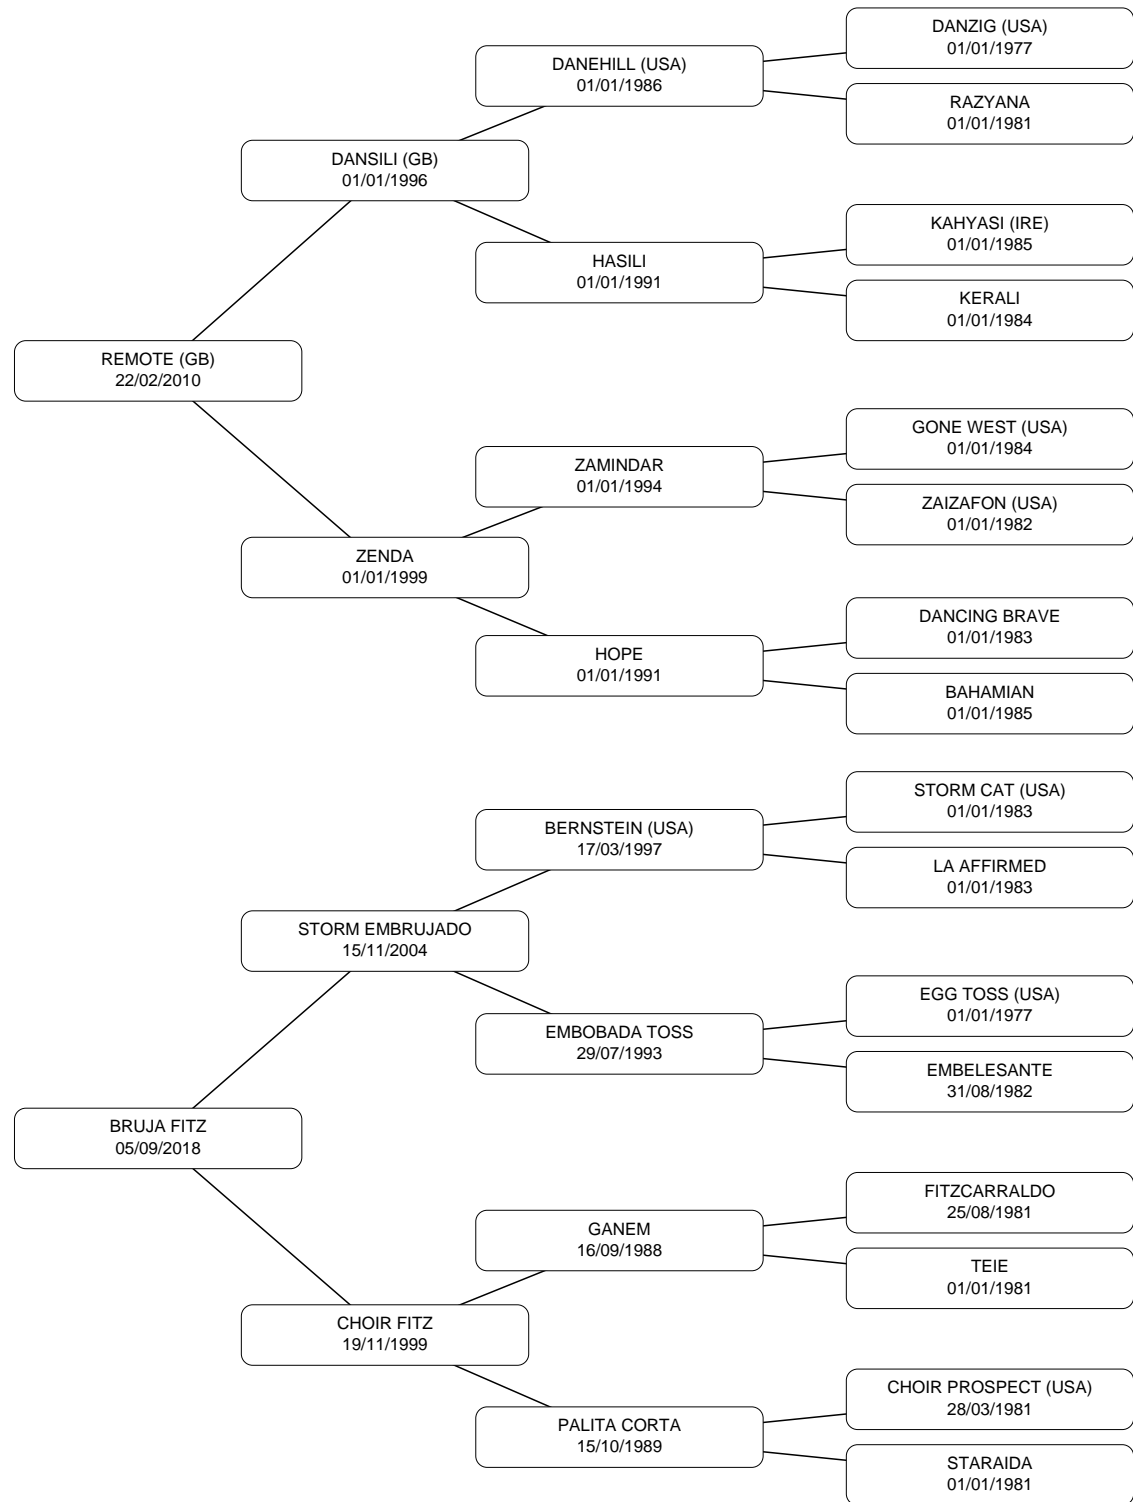 DANZIG (USA)
01/01/1977
DANEHILL (USA)
01/01/1986
RAZYANA
01/01/1981
DANSILI (GB)
01/01/1996
KAHYASI (IRE)
01/01/1985
HASILI
01/01/1991
KERALI
01/01/1984
REMOTE (GB)
22/02/2010
GONE WEST (USA)
01/01/1984
ZAMINDAR
01/01/1994
ZAIZAFON (USA)
01/01/1982
ZENDA
01/01/1999
DANCING BRAVE
01/01/1983
HOPE
01/01/1991
BAHAMIAN
01/01/1985
STORM CAT (USA)
01/01/1983
BERNSTEIN (USA)
17/03/1997
LA AFFIRMED
01/01/1983
STORM EMBRUJADO
15/11/2004
EGG TOSS (USA)
01/01/1977
EMBOBADA TOSS
29/07/1993
EMBELESANTE
31/08/1982
BRUJA FITZ
05/09/2018
FITZCARRALDO
25/08/1981
GANEM
16/09/1988
TEIE
01/01/1981
CHOIR FITZ
19/11/1999
CHOIR PROSPECT (USA)
28/03/1981
PALITA CORTA
15/10/1989
STARAIDA
01/01/1981